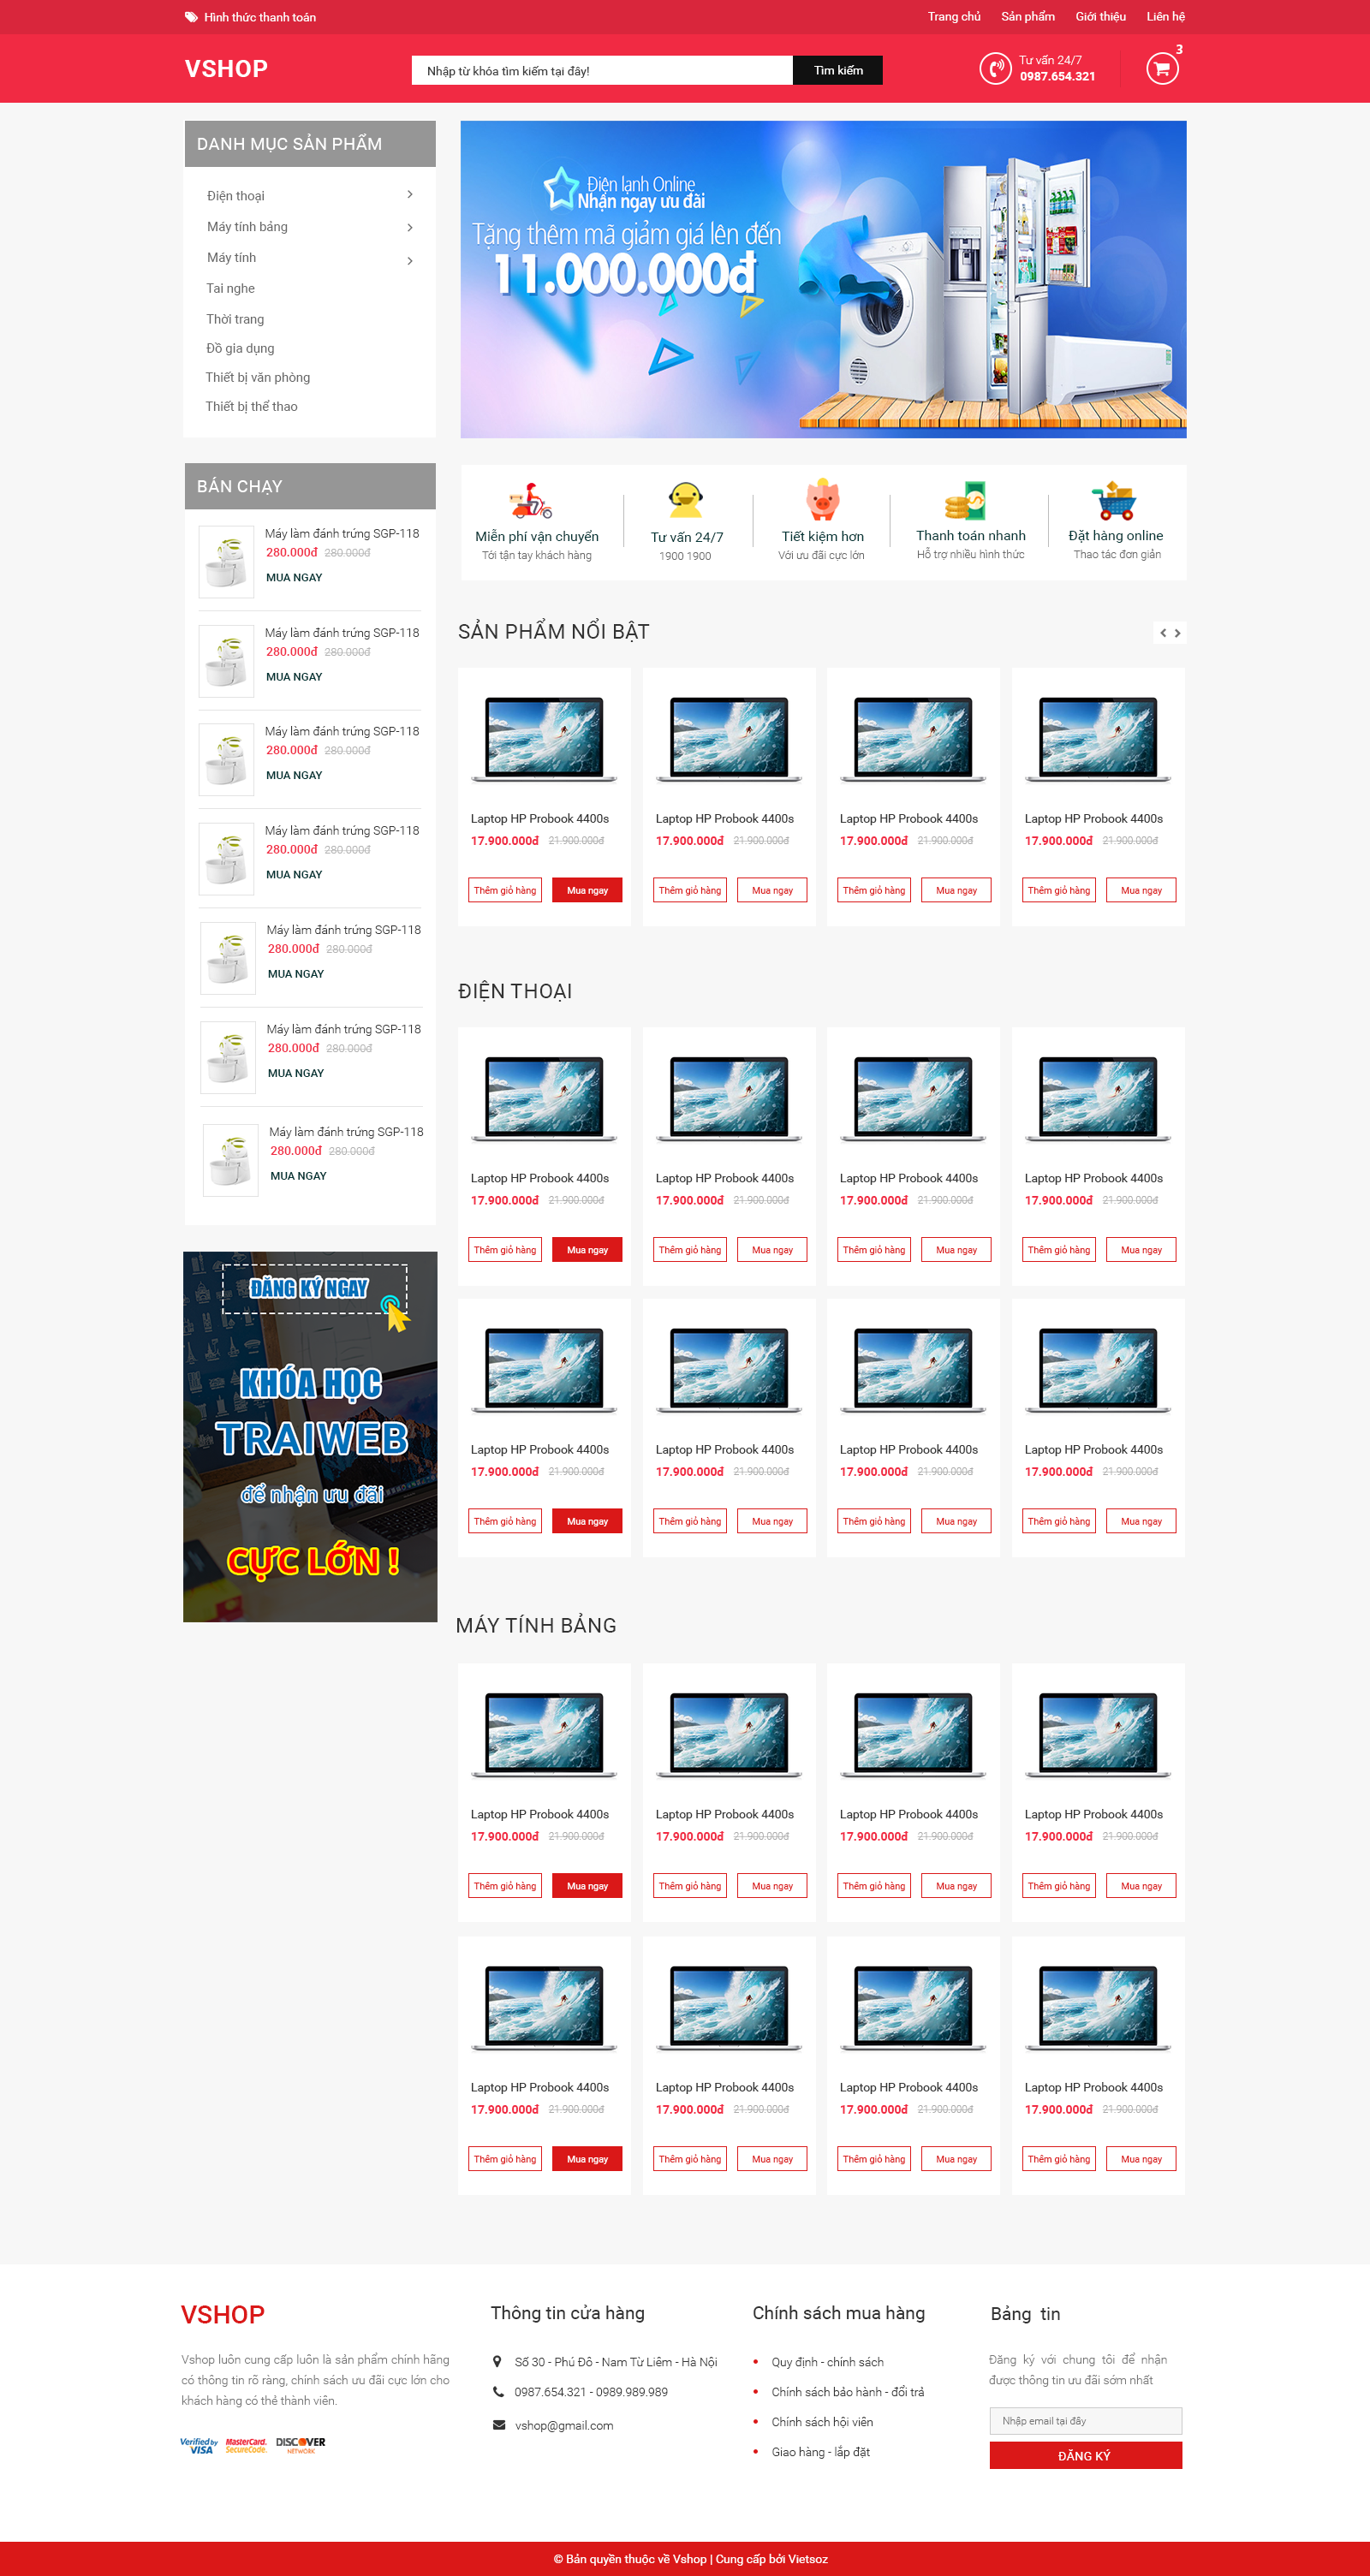 Hình thức thanh toán
Trang chủ Sản phẩm Giới thiệu Liên hệ
VSHOP
Nhập từ khóa tìm kiếm tại đây!
Tìm kiếm
Tư vấn 24/7
0987.654.321
3
DANH MỤC SẢN PHẨM
Điện thoại
Máy tính bảng
Máy tính
Tai nghe
Thời trang
Đồ gia dụng
Thiết bị văn phòng
Thiết bị thể thao
Điện lạnh Online
Nhận ngay ưu đãi
Tặng thêm mã giảm giá lên đến
11.000.000đ
BÁN CHẠY
Máy làm đánh trứng SGP-118
280.000đ 280.000đ
MUA NGAY
Máy làm đánh trứng SGP-118
280.000đ 280.000đ
MUA NGAY
Máy làm đánh trứng SGP-118
280.000đ 280.000đ
MUA NGAY
Máy làm đánh trứng SGP-118
280.000đ 280.000đ
MUA NGAY
Máy làm đánh trứng SGP-118
280.000đ 280.000đ
MUA NGAY
Máy làm đánh trứng SGP-118
280.000đ 280.000đ
MUA NGAY
Máy làm đánh trứng SGP-118
280.000đ 280.000đ
MUA NGAY
ĐĂNG KÝ NGAY
KHÓA HỌC
TRAIWEB
để nhận ưu đãi
CỰC LỚN !
Miễn phí vận chuyển
Tới tận tay khách hàng
Tư vấn 24/7
1900 1900
Tiết kiệm hơn
Với ưu đãi cực lớn
Thanh toán nhanh
Hỗ trợ nhiều hình thức
Đặt hàng online
Thao tác đơn giản
SẢN PHẨM NỔI BẬT
Laptop HP Probook 4400s Laptop HP Probook 4400s Laptop HP Probook 4400s Laptop HP Probook 4400s
17.900.000đ 21.900.000đ 17.900.000đ 21.900.000đ 17.900.000đ 21.900.000đ 17.900.000đ 21.900.000đ
Thêm giỏ hàng Mua ngay Thêm giỏ hàng Mua ngay Thêm giỏ hàng Mua ngay Thêm giỏ hàng Mua ngay
ĐIỆN THOẠI
Laptop HP Probook 4400s Laptop HP Probook 4400s Laptop HP Probook 4400s Laptop HP Probook 4400s
17.900.000đ 21.900.000đ 17.900.000đ 21.900.000đ 17.900.000đ 21.900.000đ 17.900.000đ 21.900.000đ
Thêm giỏ hàng Mua ngay Thêm giỏ hàng Mua ngay Thêm giỏ hàng Mua ngay Thêm giỏ hàng Mua ngay
Laptop HP Probook 4400s Laptop HP Probook 4400s Laptop HP Probook 4400s Laptop HP Probook 4400s
17.900.000đ 21.900.000đ 17.900.000đ 21.900.000đ 17.900.000đ 21.900.000đ 17.900.000đ 21.900.000đ
Thêm giỏ hàng Mua ngay Thêm giỏ hàng Mua ngay Thêm giỏ hàng Mua ngay Thêm giỏ hàng Mua ngay
MÁY TÍNH BẢNG
Laptop HP Probook 4400s Laptop HP Probook 4400s Laptop HP Probook 4400s Laptop HP Probook 4400s
17.900.000đ 21.900.000đ 17.900.000đ 21.900.000đ 17.900.000đ 21.900.000đ 17.900.000đ 21.900.000đ
Thêm giỏ hàng Mua ngay Thêm giỏ hàng Mua ngay Thêm giỏ hàng Mua ngay Thêm giỏ hàng Mua ngay
Laptop HP Probook 4400s Laptop HP Probook 4400s Laptop HP Probook 4400s Laptop HP Probook 4400s
17.900.000đ 21.900.000đ 17.900.000đ 21.900.000đ 17.900.000đ 21.900.000đ 17.900.000đ 21.900.000đ
Thêm giỏ hàng Mua ngay Thêm giỏ hàng Mua ngay Thêm giỏ hàng Mua ngay Thêm giỏ hàng Mua ngay
VSHOP
Vshop luôn cung cấp luôn là sản phẩm chính hãng
có thông tin rõ ràng, chính sách ưu đãi cực lớn cho
khách hàng có thẻ thành viên.
Verified by
VISA
MasterCard.
SecureCode.
DISCOVER
NETWORK
Thông tin cửa hàng
Số 30 - Phú Đô - Nam Từ Liêm - Hà Nội
0987.654.321 - 0989.989.989
vshop@gmail.com
Chính sách mua hàng
Quy định - chính sách
Chính sách bảo hành - đổi trả
Chính sách hội viên
Giao hàng - lắp đặt
Bảng tin
Đăng ký với chung tôi để nhận
được thông tin ưu đãi sớm nhất
Nhập email tại đây
ĐĂNG KÝ
© Bản quyền thuộc về Vshop | Cung cấp bởi Vietsoz